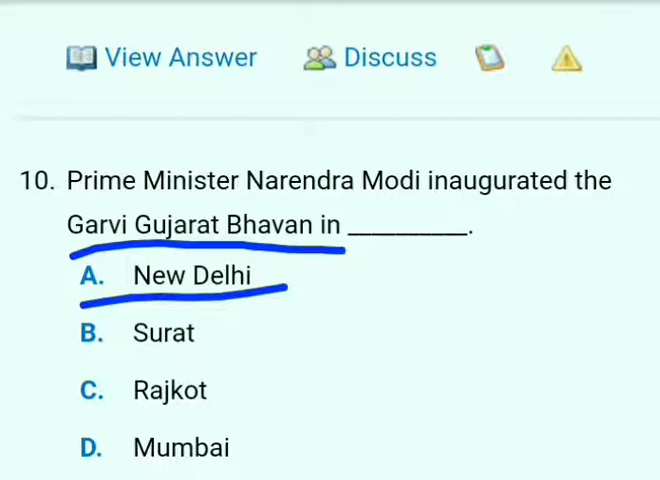 View Answer Discuss
10. Prime Minister Narendra Modi inaugurated the
Garvi Gujarat Bhavan in __________.
A. New Delhi
B. Surat
C. Rajkot
D. Mumbai